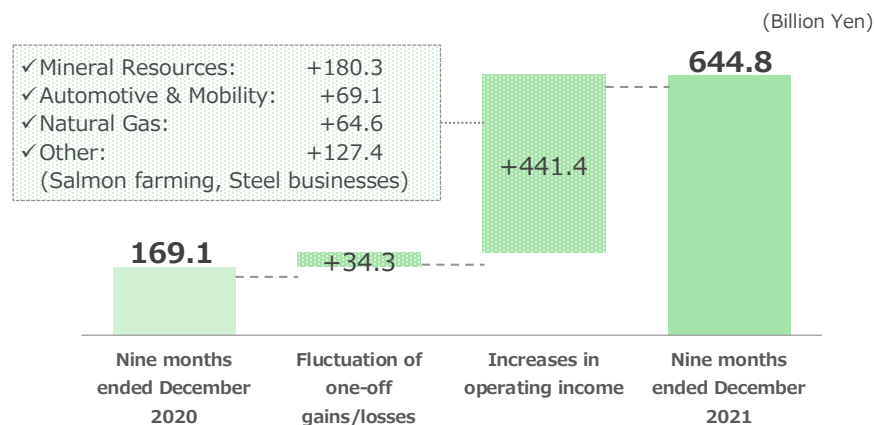 (Billion Yen)
✓Mineral Resources: +180.3
✓Automotive & Mobility: +69.1
✓Natural Gas: +64.6
✓Other: +127.4
(Salmon farming, Steel businesses)
644.8
+441.4
169.1
+34.3
Nine months
ended December
2020
Fluctuation of
one-off
gains/losses
Increases in
operating income
Nine months
ended December
2021